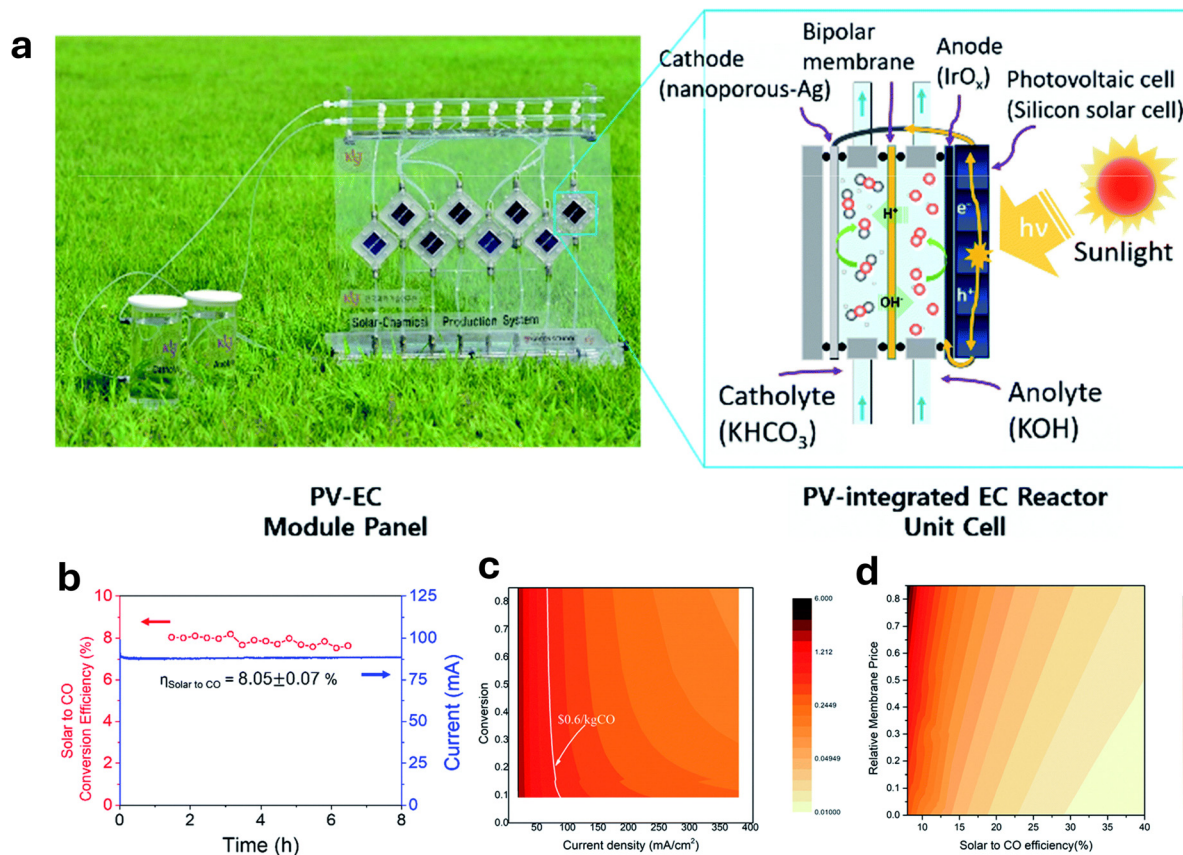 a
Cathode
(nanoporous-Ag)
Bipolar
membrane
Anode
(IrOₓ)
Photovoltaic cell
(Silicon solar cell)
H⁺
OH⁻
e⁻
h⁺
hν
Sunlight
Catholyte
(KHCO₃)
Anolyte
(KOH)
Solar-Chemical Production System
PV-EC
Module Panel
PV-integrated EC Reactor
Unit Cell
b
Solar to CO
Conversion Efficiency (%)
10
8
6
4
2
0
η Solar to CO = 8.05±0.07 %
125
100
75
50
25
0
Current (mA)
0 2 4 6 8
Time (h)
c
Conversion
0.8
0.7
0.6
0.5
0.4
0.3
0.2
0.1
0.0
$0.6/kgCO
50 100 150 200 250 300 350 400
Current density (mA/cm²)
6.000
1.212
0.2449
0.04949
0.01000
d
Relative Membrane Price
0.8
0.7
0.6
0.5
0.4
0.3
0.2
0.1
0.0
10 15 20 25 30 35 40
Solar to CO efficiency(%)